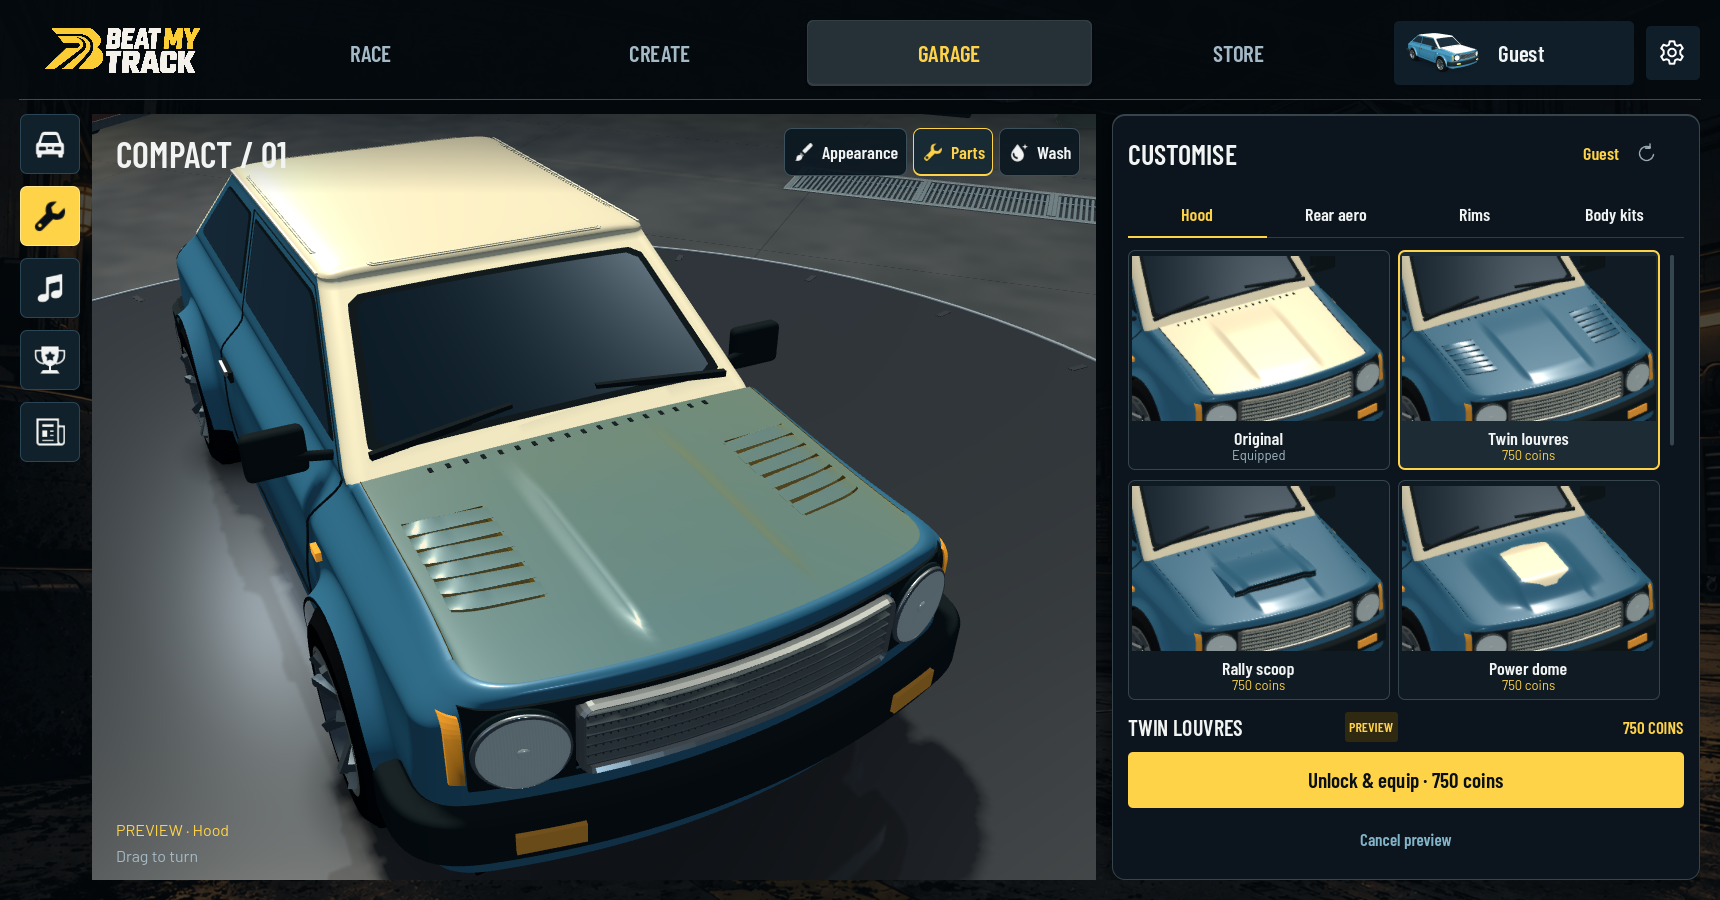 BEAT MY
TRACK
RACE
CREATE
GARAGE
STORE
Guest
COMPACT / 01
Appearance
Parts
Wash
CUSTOMISE
Guest
Hood
Rear aero
Rims
Body kits
Original
Equipped
Twin louvres
750 coins
Rally scoop
750 coins
Power dome
750 coins
TWIN LOUVRES
PREVIEW
750 COINS
Unlock & equip · 750 coins
Cancel preview
PREVIEW · Hood
Drag to turn